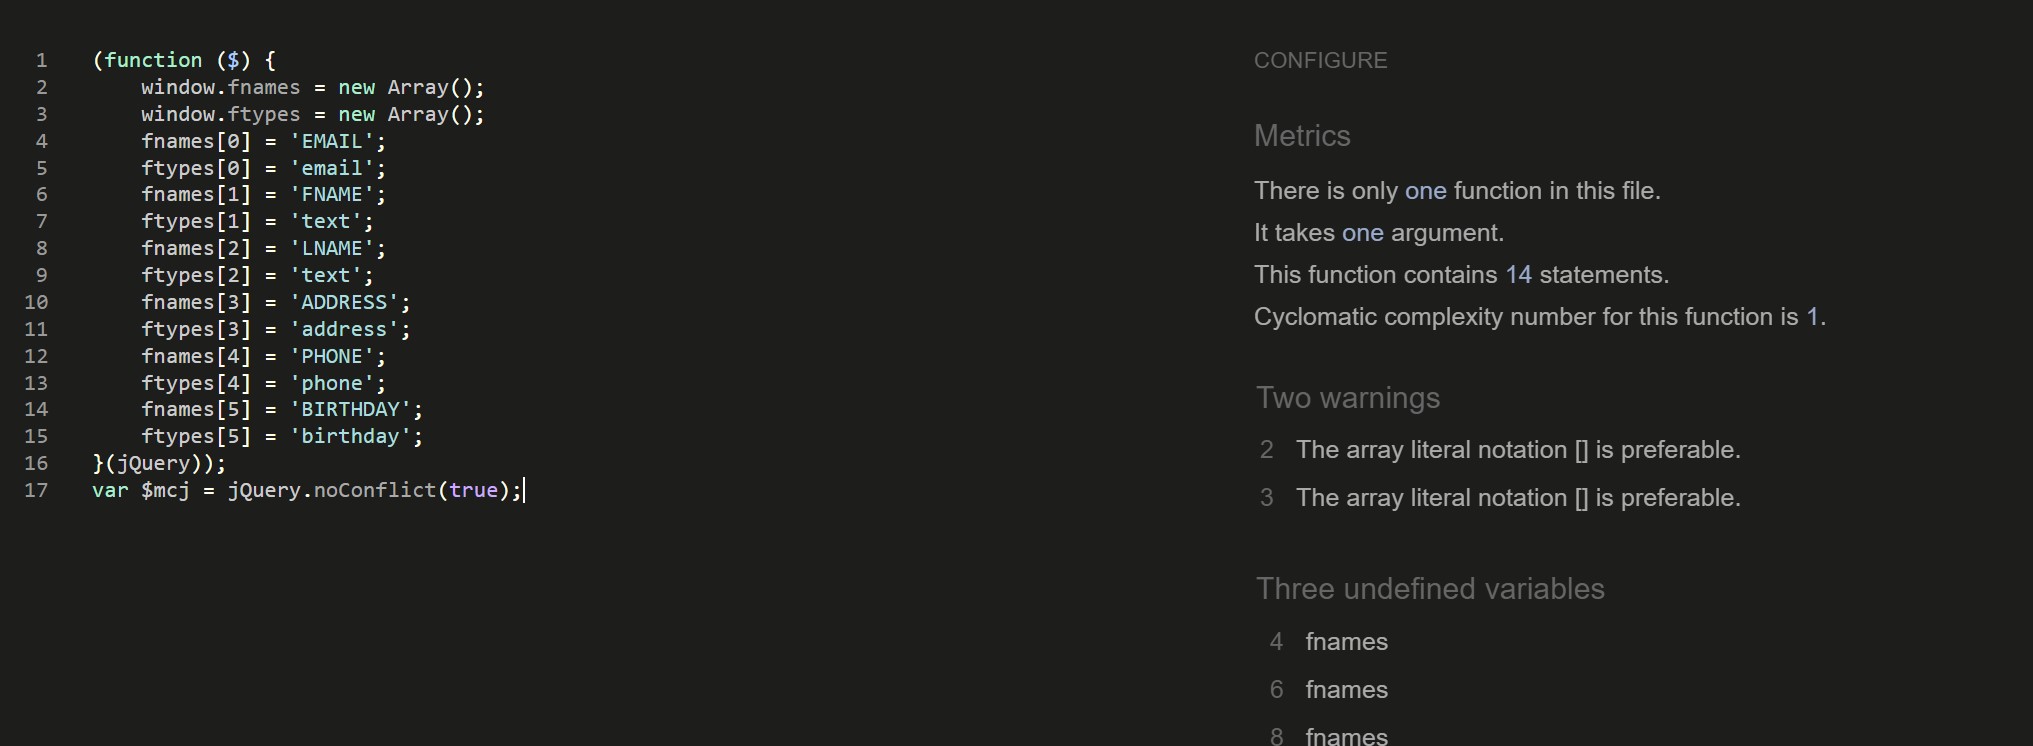 1 (function ($) {
2     window.fnames = new Array();
3     window.ftypes = new Array();
4     fnames[0] = 'EMAIL';
5     ftypes[0] = 'email';
6     fnames[1] = 'FNAME';
7     ftypes[1] = 'text';
8     fnames[2] = 'LNAME';
9     ftypes[2] = 'text';
10     fnames[3] = 'ADDRESS';
11     ftypes[3] = 'address';
12     fnames[4] = 'PHONE';
13     ftypes[4] = 'phone';
14     fnames[5] = 'BIRTHDAY';
15     ftypes[5] = 'birthday';
16 }(jQuery));
17 var $mcj = jQuery.noConflict(true);
CONFIGURE
Metrics
There is only one function in this file.
It takes one argument.
This function contains 14 statements.
Cyclomatic complexity number for this function is 1.
Two warnings
2 The array literal notation [] is preferable.
3 The array literal notation [] is preferable.
Three undefined variables
4 fnames
6 fnames
8 fnames